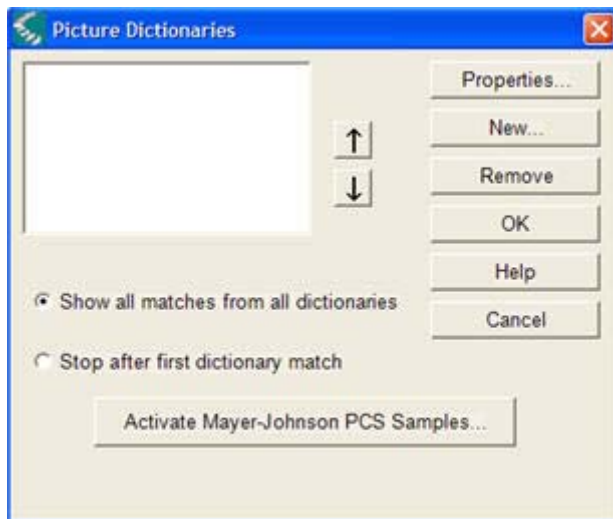 Picture Dictionaries
Properties...
New...
Remove
OK
Help
Cancel
Show all matches from all dictionaries
Stop after first dictionary match
Activate Mayer-Johnson PCS Samples...